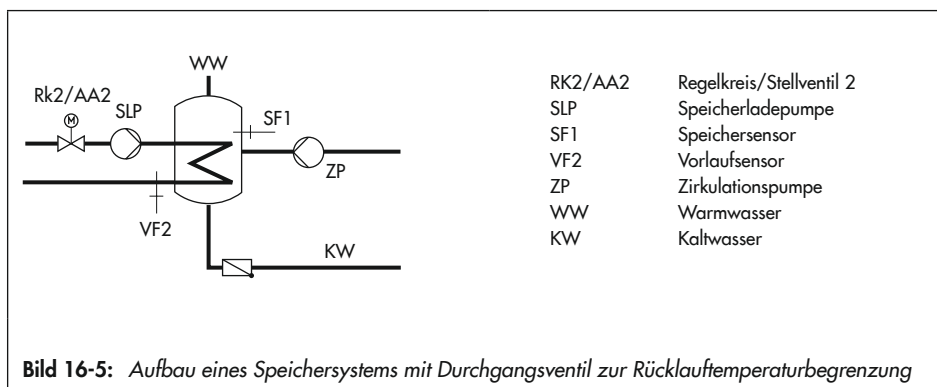 WW
Rk2/AA2
SLP
M
SF1
ZP
VF2
KW
RK2/AA2 Regelkreis/Stellventil 2
SLP Speicherladepumpe
SF1 Speichersensor
VF2 Vorlaufsensor
ZP Zirkulationspumpe
WW Warmwasser
KW Kaltwasser
Bild 16-5: Aufbau eines Speichersystems mit Durchgangsventil zur Rücklauftemperaturbegrenzung